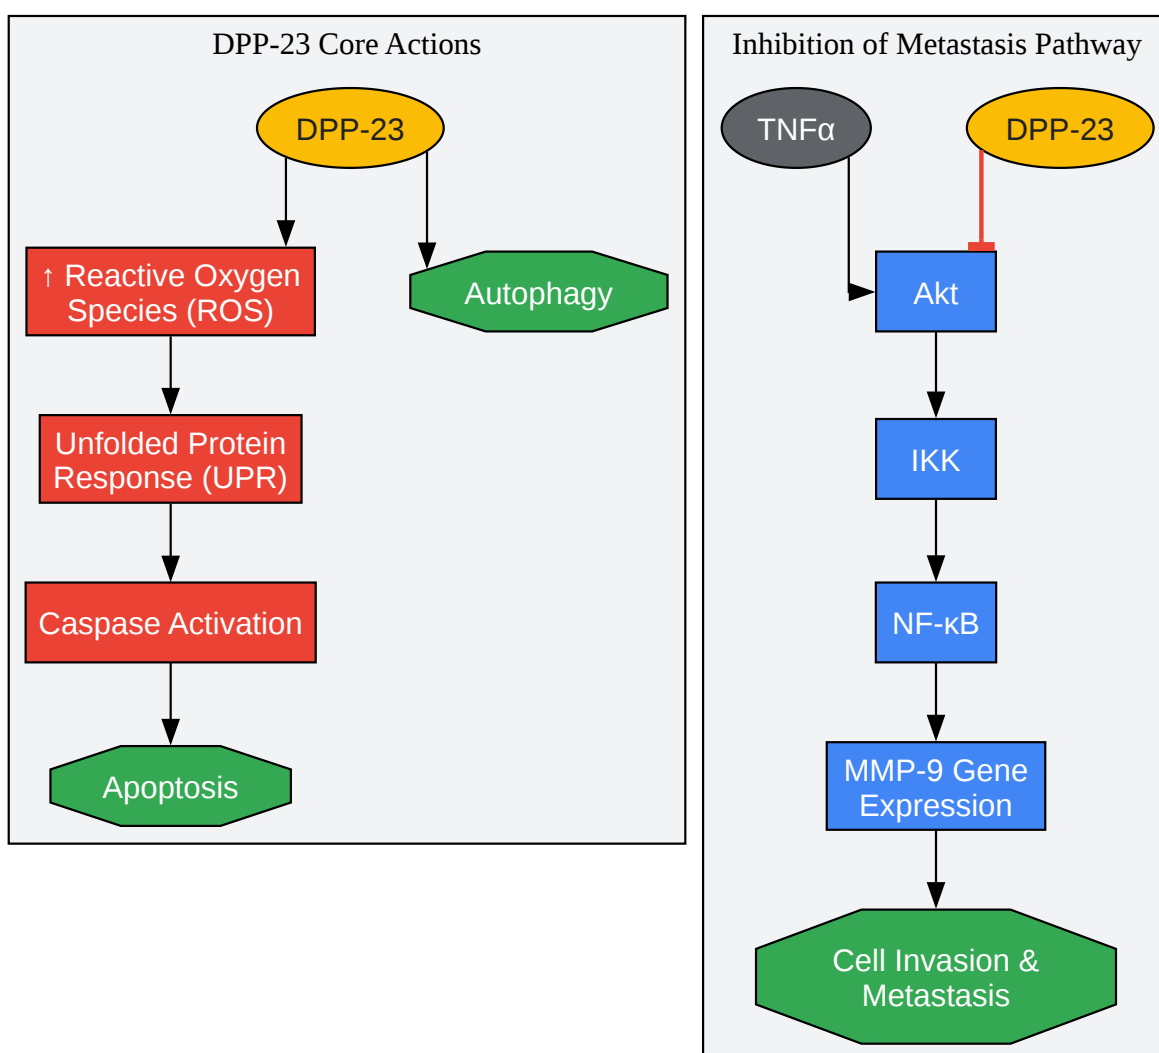 DPP-23 Core Actions
DPP-23
↑ Reactive Oxygen
Species (ROS)
Autophagy
Unfolded Protein
Response (UPR)
Caspase Activation
Apoptosis
Inhibition of Metastasis Pathway
TNFα
DPP-23
Akt
IKK
NF-κB
MMP-9 Gene
Expression
Cell Invasion &
Metastasis